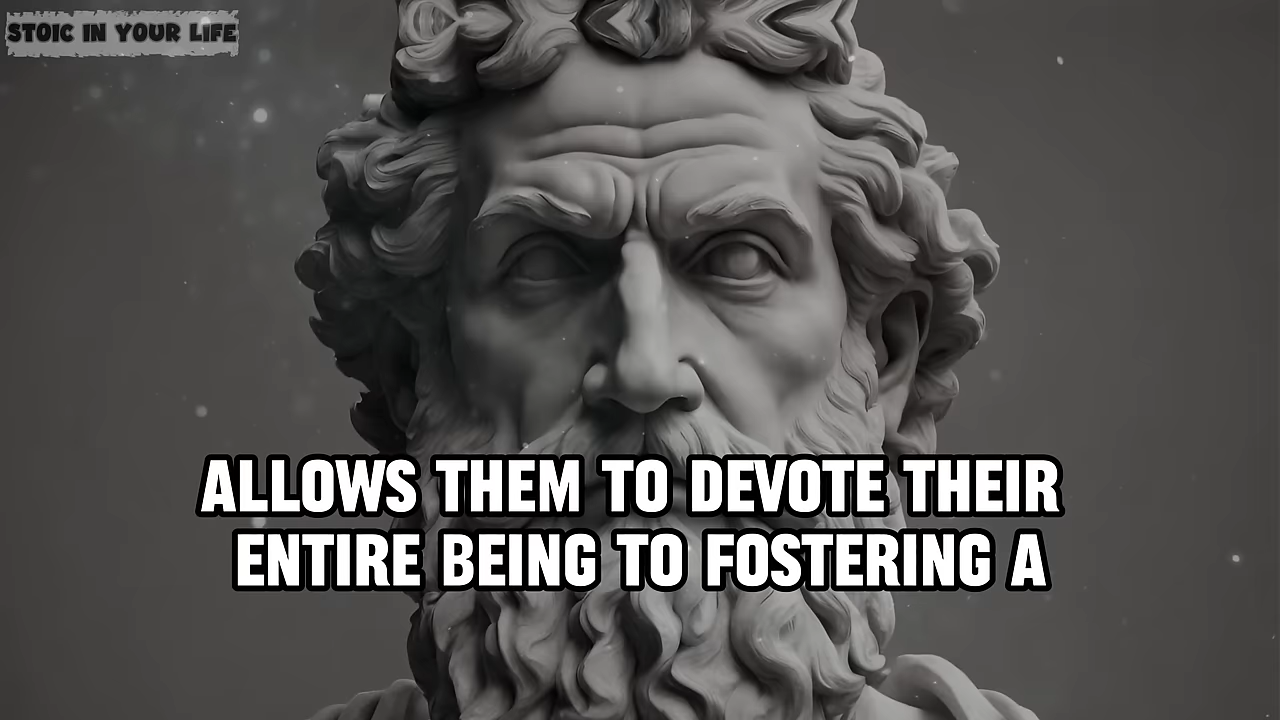 STOIC IN YOUR LIFE
ALLOWS THEM TO DEVOTE THEIR
ENTIRE BEING TO FOSTERING A